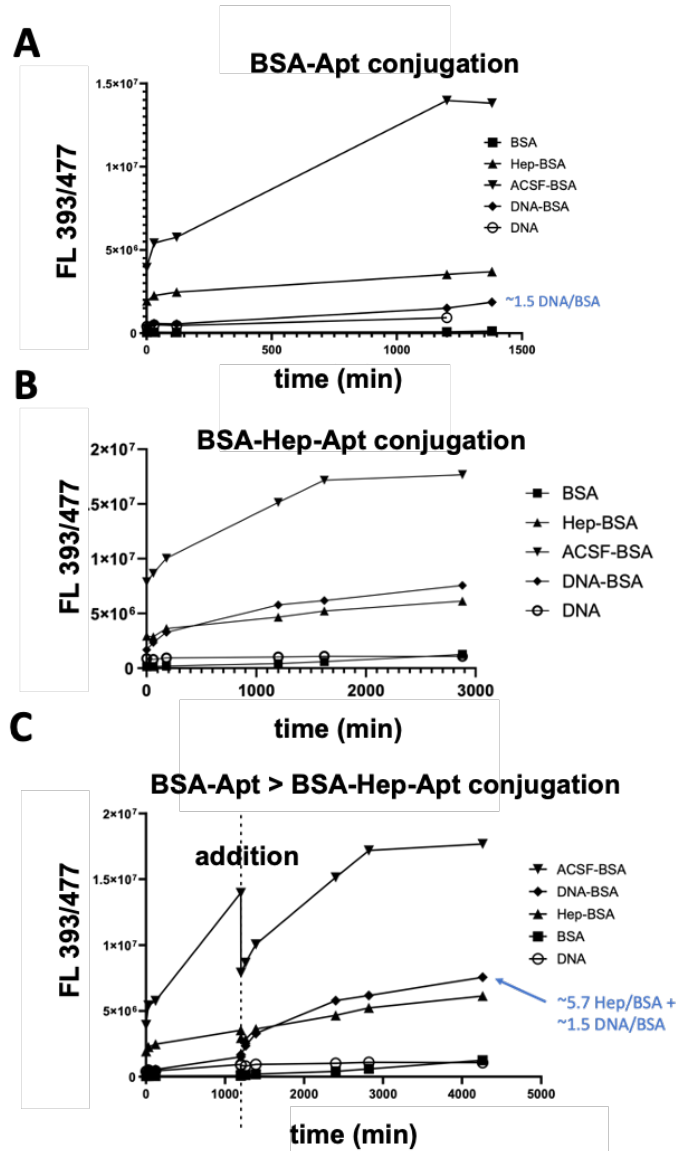 A
BSA-Apt conjugation
1.5×10⁷
1×10⁷
5×10⁶
0
FL 393/477
BSA
Hep-BSA
ACSF-BSA
DNA-BSA
DNA
~1.5 DNA/BSA
0
500
1000
1500
time (min)
B
BSA-Hep-Apt conjugation
2×10⁷
.5×10⁷
1×10⁷
5×10⁶
0
FL 393/477
BSA
Hep-BSA
ACSF-BSA
DNA-BSA
DNA
0
1000
2000
3000
time (min)
C
BSA-Apt > BSA-Hep-Apt conjugation
2×10⁷
1.5×10⁷
1×10⁷
5×10⁶
0
FL 393/477
addition
ACSF-BSA
DNA-BSA
Hep-BSA
BSA
DNA
~5.7 Hep/BSA +
~1.5 DNA/BSA
0
1000
2000
3000
4000
5000
time (min)